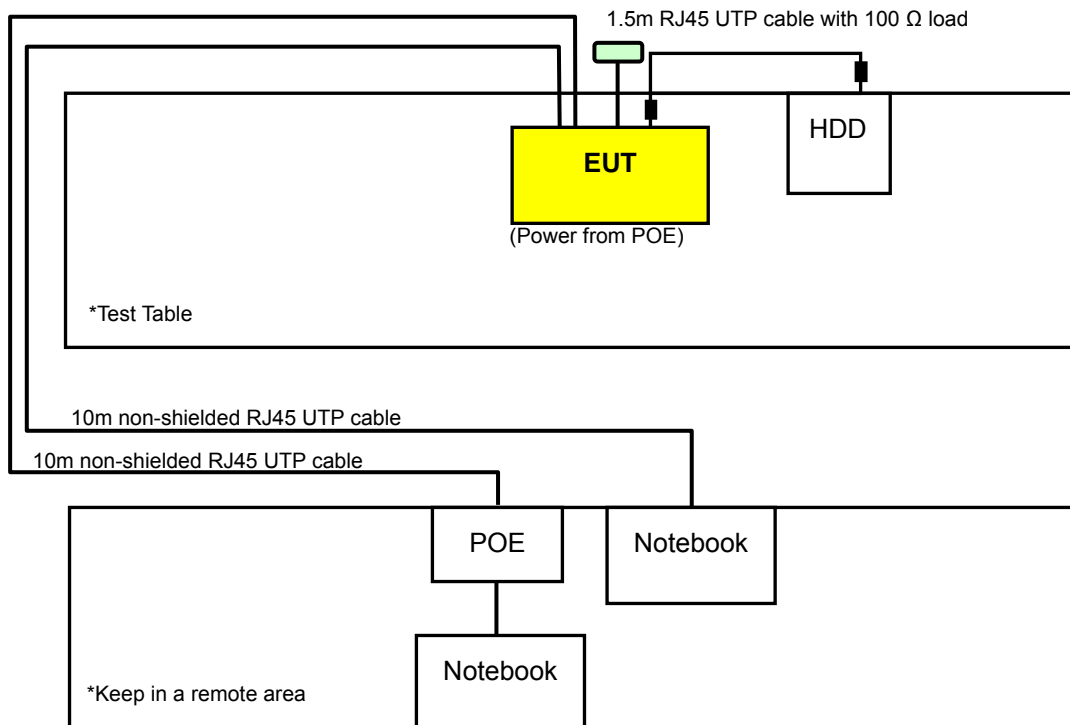 1.5m RJ45 UTP cable with 100 Ω load
HDD
EUT
(Power from POE)
*Test Table
10m non-shielded RJ45 UTP cable
10m non-shielded RJ45 UTP cable
POE
Notebook
Notebook
*Keep in a remote area